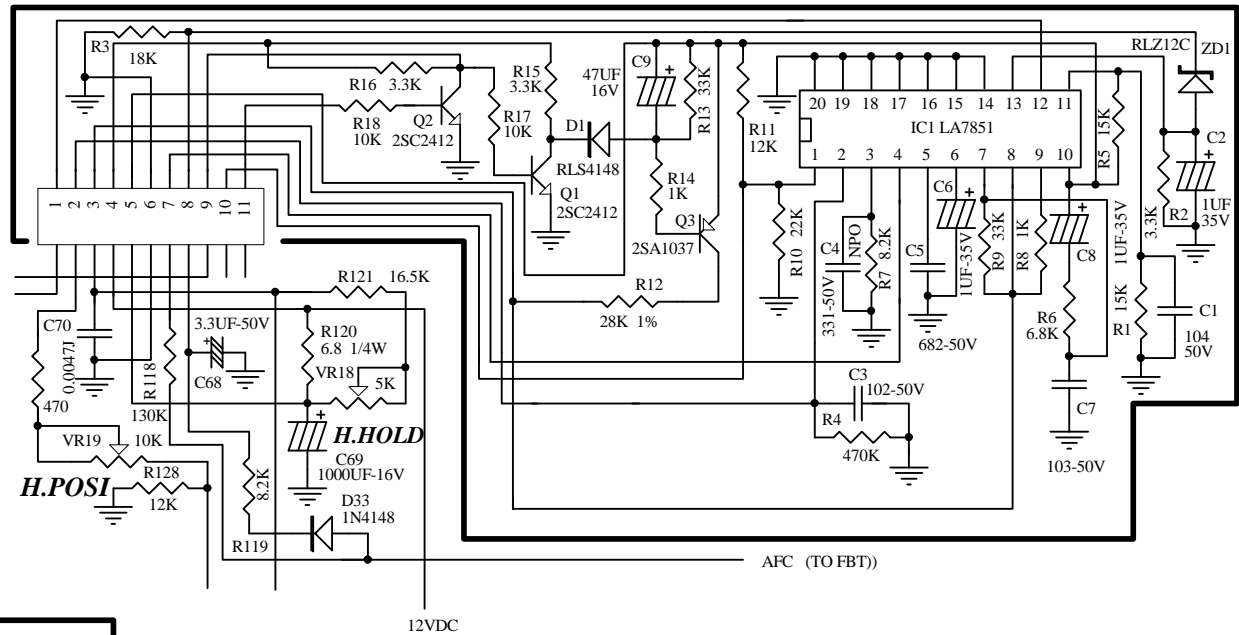 R3
18K
R16
3.3K
R18
10K
Q2
2SC2412
R17
10K
R15
3.3K
D1
RLS4148
Q1
2SC2412
47UF
16V
C9
R13 33K
R14
1K
Q3
2SA1037
R11
12K
R12
28K 1%
20 19 18 17 16 15 14 13 12 11
IC1 LA7851
1 2 3 4 5 6 7 8 9 10
RLZ12C
ZD1
R5 15K
C2
1UF
35V
R2
3.3K
R10 22K
C4
331-50V
NPO
R7 8.2K
C5
682-50V
C6
1UF-35V
R9 33K
R8 1K
C8
1UF-35V
R6
6.8K
R1 15K
C1
104
50V
C7
103-50V
C3
102-50V
R4
470K
1 2 3 4 5 6 7 8 9 10 11
R121 16.5K
C70
0.0047J
R118
130K
3.3UF-50V
C68
R120
6.8 1/4W
VR18
5K
H.HOLD
C69
1000UF-16V
470
VR19
10K
H.POSI
R128
12K
8.2K
R119
D33
1N4148
AFC (TO FBT))
12VDC